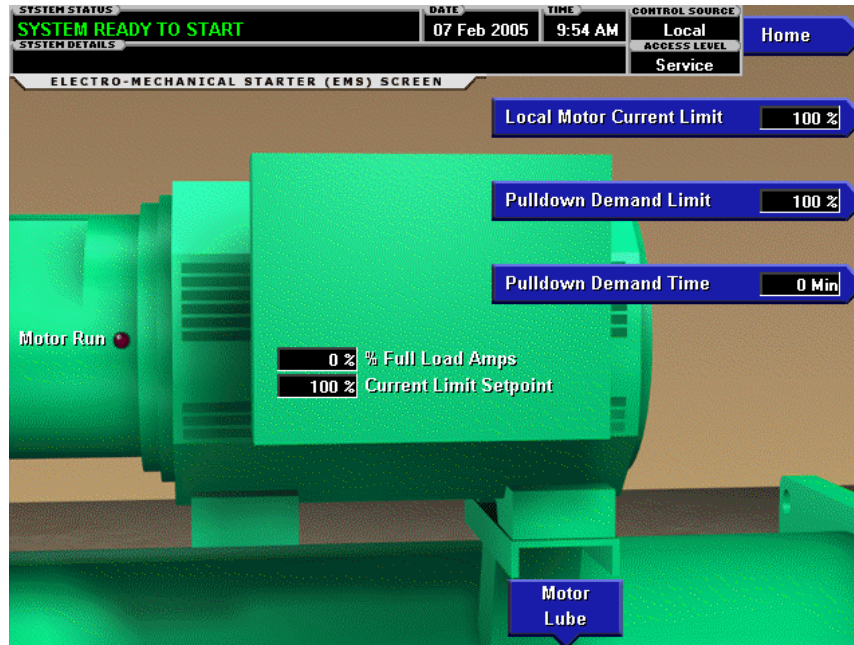 SYSTEM STATUS
SYSTEM READY TO START
SYSTEM DETAILS
DATE
07 Feb 2005
TIME
9:54 AM
CONTROL SOURCE
Local
ACCESS LEVEL
Service
Home
ELECTRO-MECHANICAL STARTER (EMS) SCREEN
Local Motor Current Limit 100 %
Pulldown Demand Limit 100 %
Pulldown Demand Time 0 Min
Motor Run
0 % % Full Load Amps
100 % Current Limit Setpoint
Motor
Lube